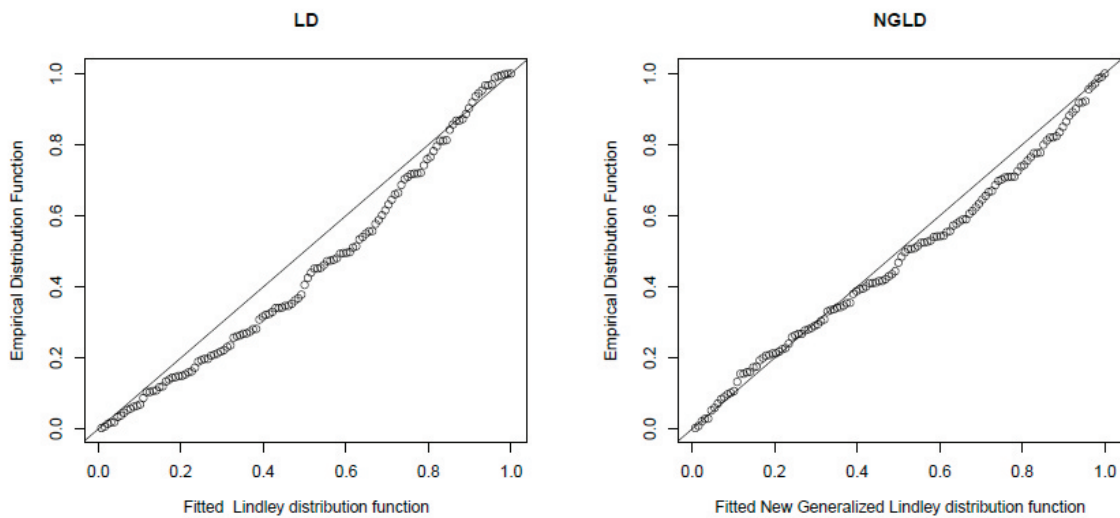 LD
Empirical Distribution Function
1.0
0.8
0.6
0.4
0.2
0.0
0.0 0.2 0.4 0.6 0.8 1.0
Fitted Lindley distribution function
NGLD
Empirical Distribution Function
1.0
0.8
0.6
0.4
0.2
0.0
0.0 0.2 0.4 0.6 0.8 1.0
Fitted New Generalized Lindley distribution function